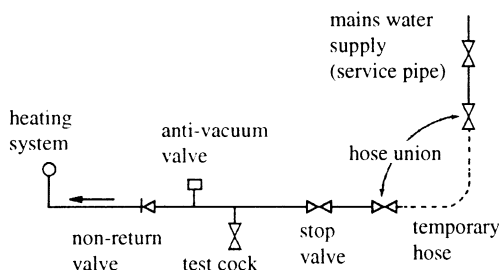 mains water
supply
(service pipe)
heating
system
anti-vacuum
valve
hose union
non-return
valve
test cock
stop
valve
temporary
hose